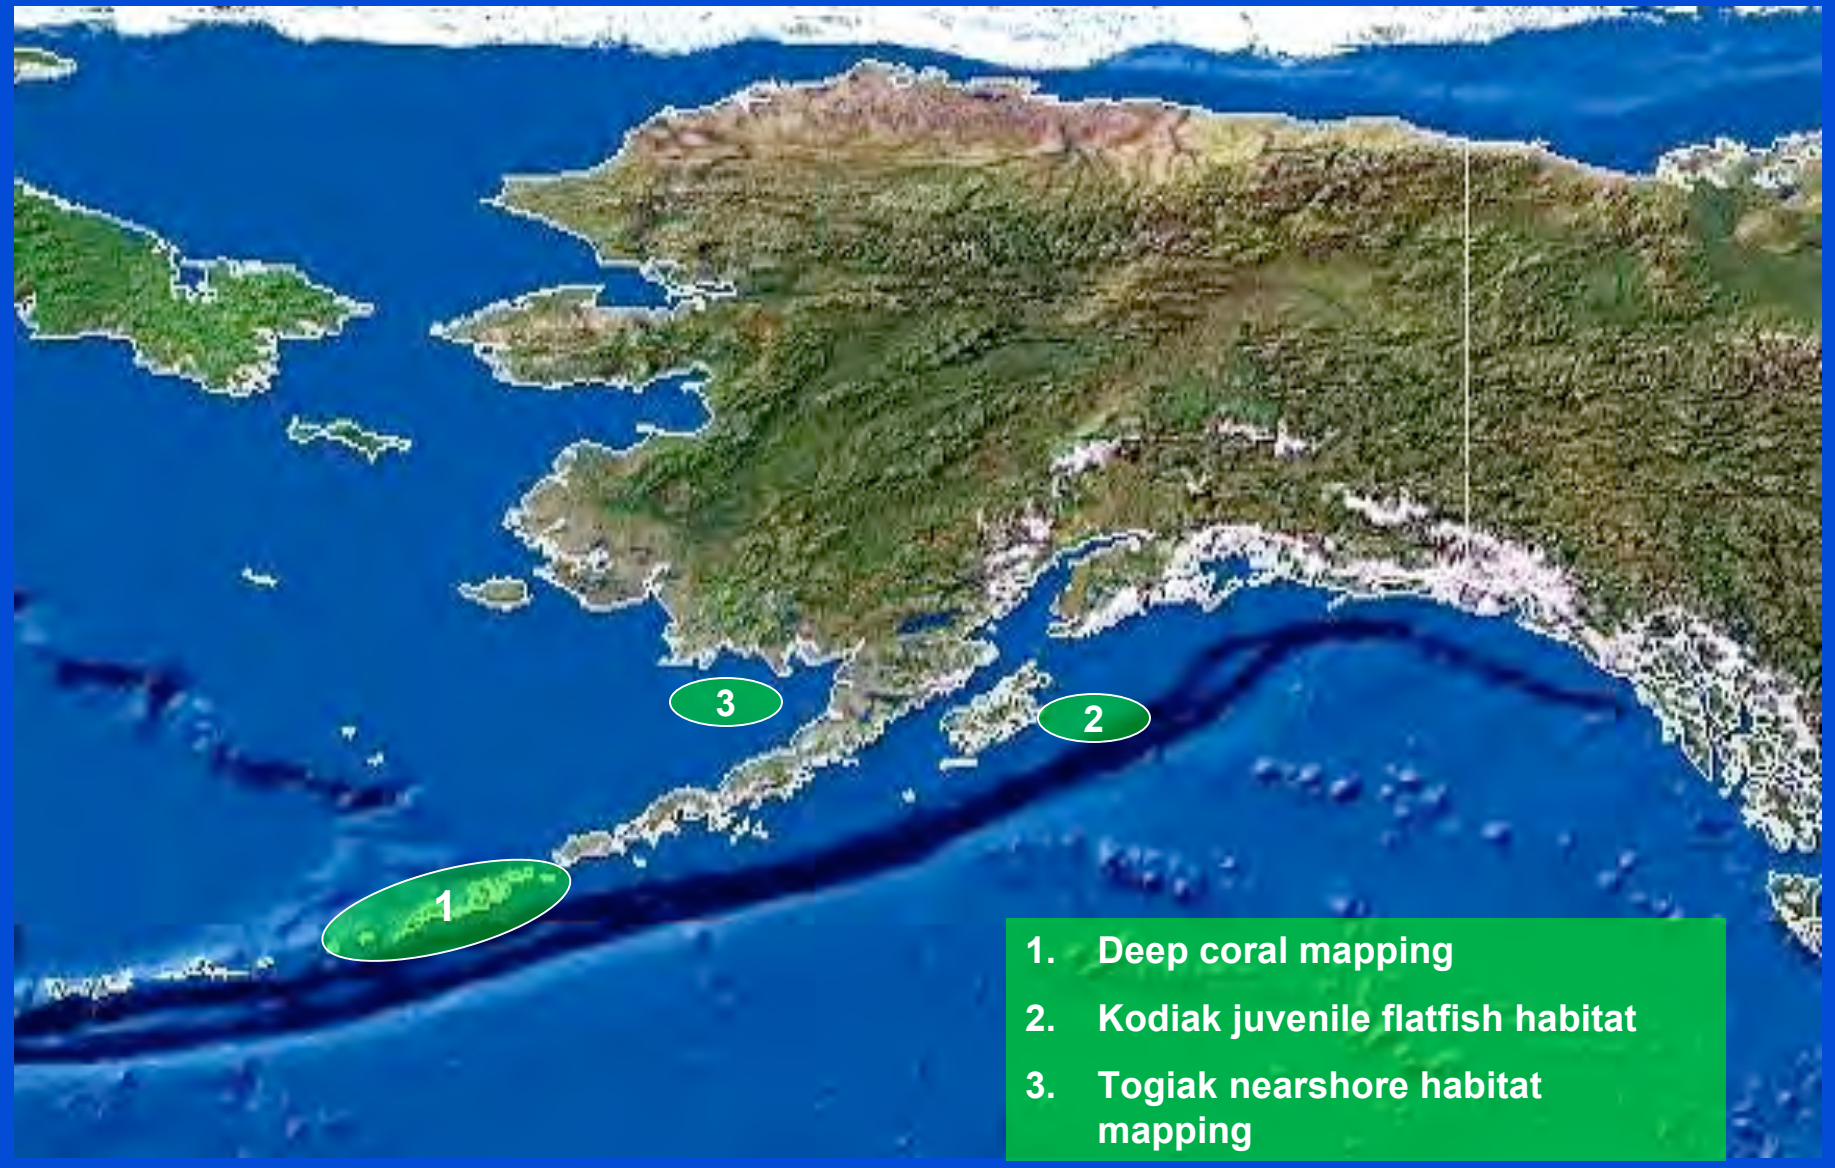 3
2
1
1. Deep coral mapping
2. Kodiak juvenile flatfish habitat
3. Togiak nearshore habitat
mapping